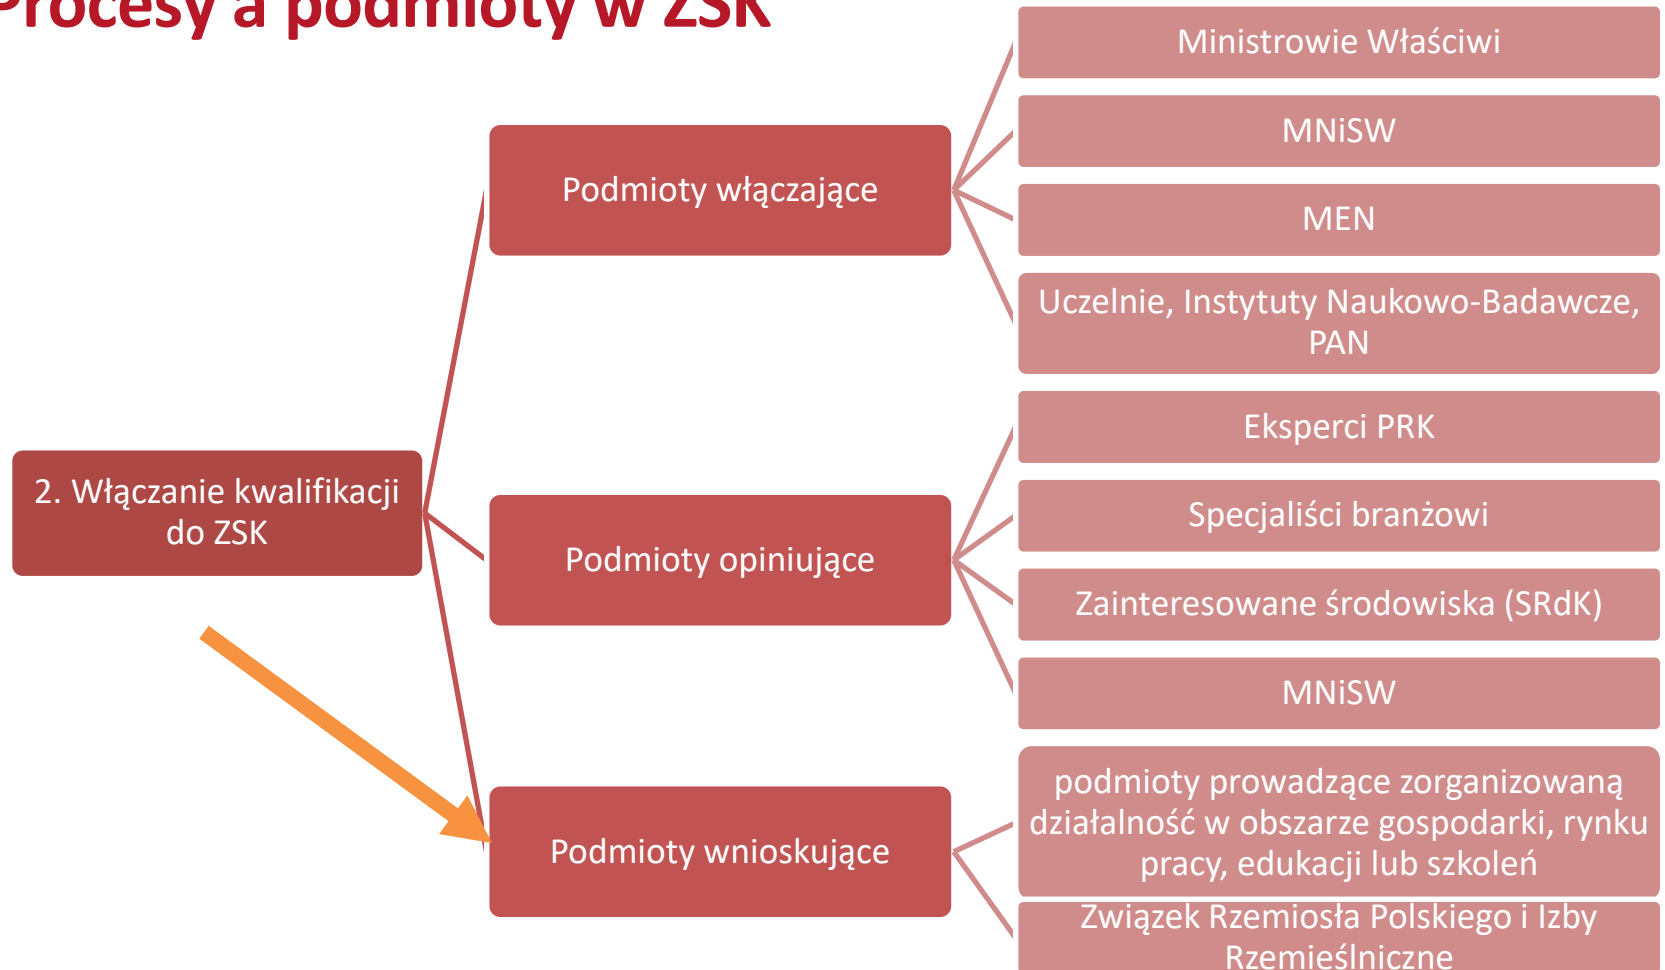 Procesy a podmioty w ZSK
2. Włączanie kwalifikacji
do ZSK
Podmioty włączające
Ministrowie Właściwi
MNiSW
MEN
Uczelnie, Instytuty Naukowo-Badawcze,
PAN
Podmioty opiniujące
Eksperci PRK
Specjaliści branżowi
Zainteresowane środowiska (SRdK)
MNiSW
Podmioty wnioskujące
podmioty prowadzące zorganizowaną
działalność w obszarze gospodarki, rynku
pracy, edukacji lub szkoleń
Związek Rzemiosła Polskiego i Izby
Rzemieślnicze